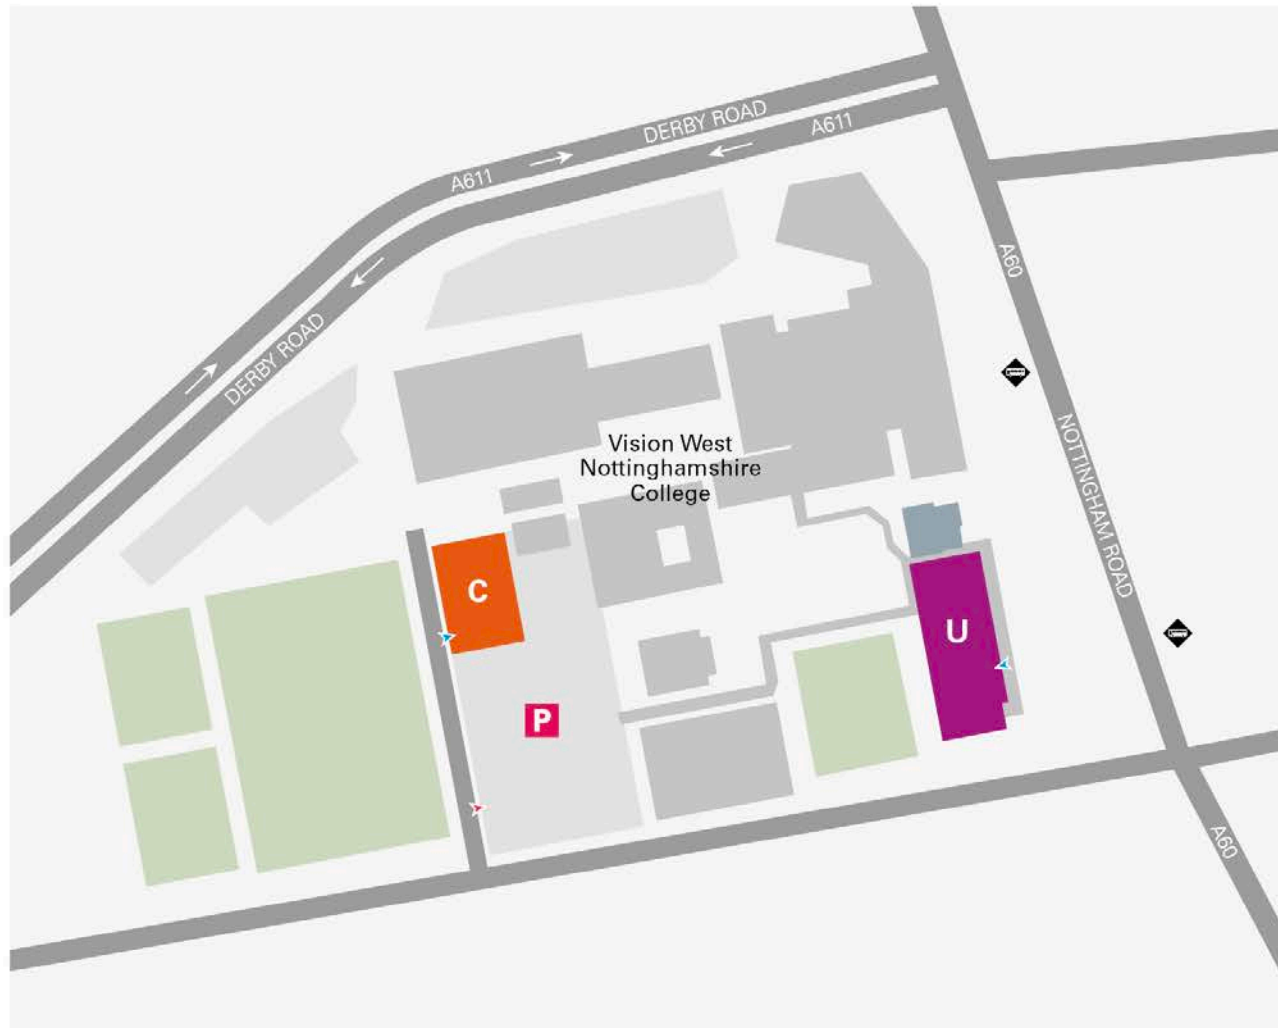 DERBY ROAD
A611
A611
DERBY ROAD
A60
Vision West
Nottinghamshire
College
NOTTINGHAM ROAD
C
U
P
A60